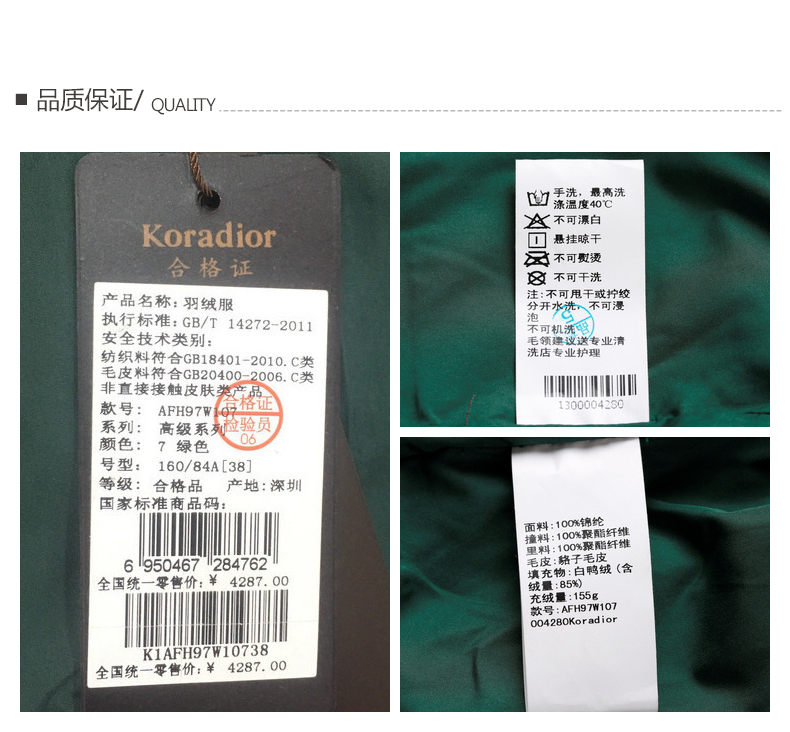 品质保证/ QUALITY
Koradior
合格证
产品名称: 羽绒服
执行标准: GB/T 14272-2011
安全技术类别:
纺织料符合GB18401-2010.C类
毛皮料符合GB20400-2006.C类
非直接接触皮肤类产品
款号: AFH97W107
系列: 高级系列
颜色: 7 绿色
号型: 160/84A[38]
等级: 合格品 产地:深圳
国家标准商品码:
合格证
检验员
06
6 950467 284762
全国统一零售价: ¥ 4287.00
K1AFH97W10738
全国统一零售价: ¥ 4287.00
手洗，最高洗
涤温度40℃
不可漂白
悬挂晾干
不可熨烫
不可干洗
注:不可甩干或拧绞
分开水洗，不可浸
泡
不可机洗
毛领建议送专业清
洗店专业护理
1300004280
面料:100%锦纶
撞料:100%聚酯纤维
里料:100%聚酯纤维
毛皮:貉子毛皮
填充物:白鸭绒(含
绒量:85%)
充绒量:155g
款号:AFH97W107
004280Koradior